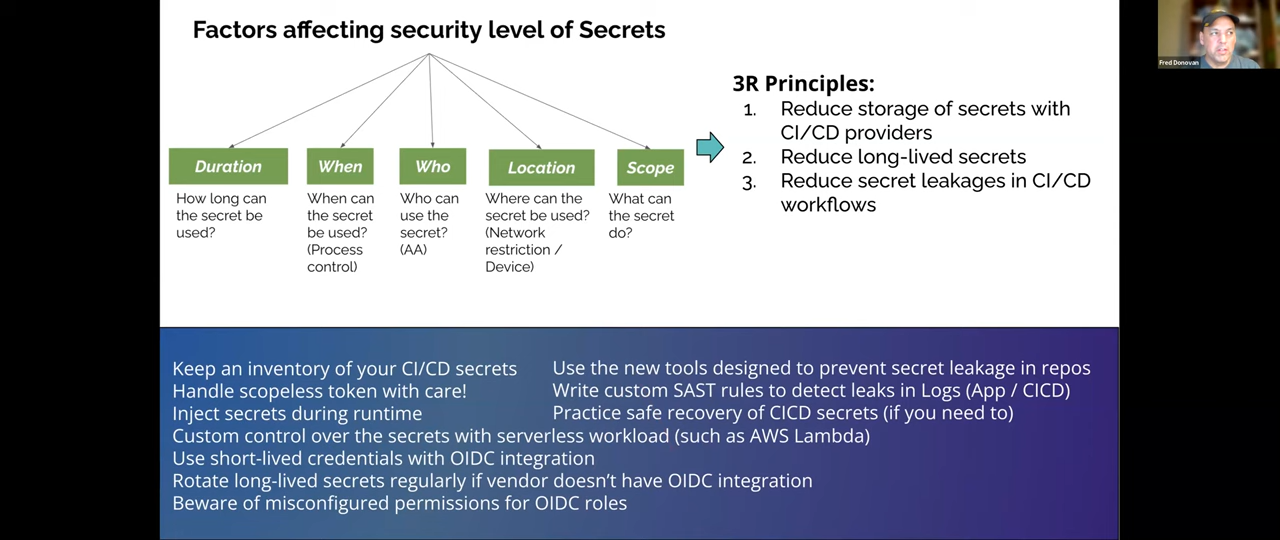 Factors affecting security level of Secrets
Duration
When
Who
Location
Scope
How long can
the secret be
used?
When can
the secret
be used?
(Process
control)
Who can
use the
secret?
(AA)
Where can the
secret be used?
(Network
restriction /
Device)
What can
the secret
do?
3R Principles:
1. Reduce storage of secrets with
CI/CD providers
2. Reduce long-lived secrets
3. Reduce secret leakages in CI/CD
workflows
Fred Donovan
Keep an inventory of your CI/CD secrets
Handle scopeless token with care!
Inject secrets during runtime
Custom control over the secrets with serverless workload (such as AWS Lambda)
Use short-lived credentials with OIDC integration
Rotate long-lived secrets regularly if vendor doesn't have OIDC integration
Beware of misconfigured permissions for OIDC roles
Use the new tools designed to prevent secret leakage in repos
Write custom SAST rules to detect leaks in Logs (App / CICD)
Practice safe recovery of CICD secrets (if you need to)